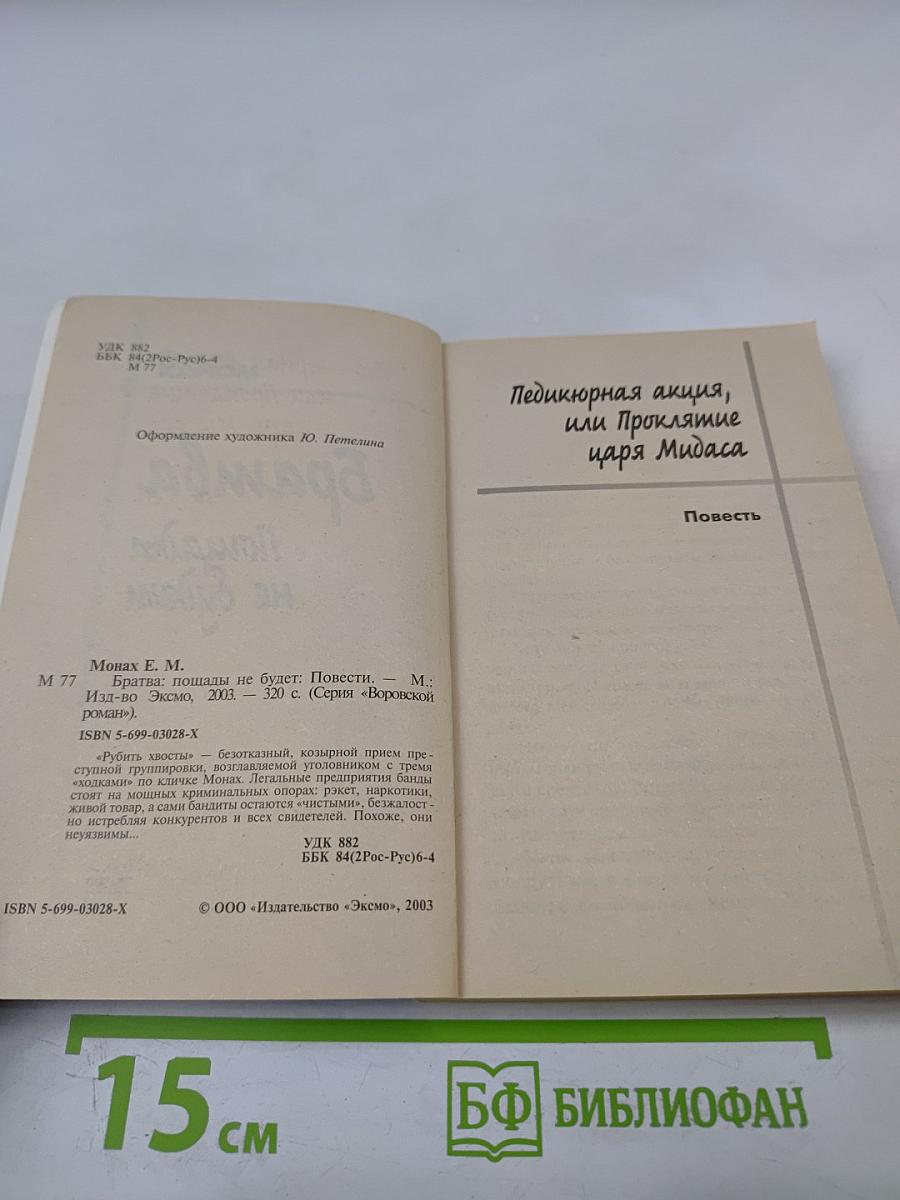 УДК 882
ББК 84(2Рос-Рус)6-4
М 77
Оформление художника Ю. Петелина
Монах Е. М.
М 77 Братва: пощады не будет: Повести. — М.:
Изд-во Эксмо, 2003. — 320 с. (Серия «Воровской
роман»).
ISBN 5-699-03028-X
«Рубить хвосты» — безотказный, козырной прием пре-
ступной группировки, возглавляемой уголовником с тремя
«ходками» по кличке Монах. Легальные предприятия банды
стоят на мощных криминальных опорах: рэкет, наркотики,
живой товар, а сами бандиты остаются «чистыми», безжалост-
но истребляя конкурентов и всех свидетелей. Похоже, они
неуязвимы...
УДК 882
ББК 84(2Рос-Рус)6-4
ISBN 5-699-03028-X © ООО «Издательство «Эксмо», 2003
Педикюрная акция,
или Проклятие
царя Мидаса
Повесть
15 см
БФ БИБЛИОФАН